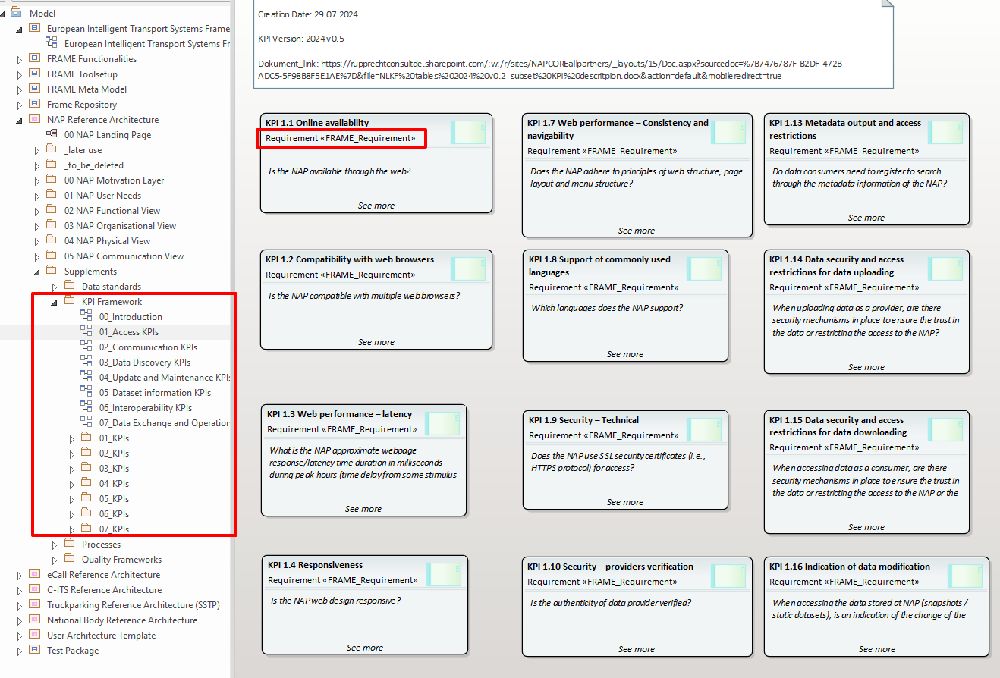 Model
European Intelligent Transport Systems Frame
European Intelligent Transport Systems Fr
FRAME Functionalities
FRAME Toolsetup
FRAME Meta Model
Frame Repository
NAP Reference Architecture
00 NAP Landing Page
_later use
_to_be_deleted
00 NAP Motivation Layer
01 NAP User Needs
02 NAP Functional View
03 NAP Organisational View
04 NAP Physical View
05 NAP Communication View
Supplements
Data standards
KPI Framework
00_Introduction
01_Access KPIs
02_Communication KPIs
03_Data Discovery KPIs
04_Update and Maintenance KPIs
05_Dataset information KPIs
06_Interoperability KPIs
07_Data Exchange and Operation
01_KPIs
02_KPIs
03_KPIs
04_KPIs
05_KPIs
06_KPIs
07_KPIs
Processes
Quality Frameworks
eCall Reference Architecture
C-ITS Reference Architecture
Truckparking Reference Architecture (SSTP)
National Body Reference Architecture
User Architecture Template
Test Package
Creation Date: 29.07.2024
KPI Version: 2024 v0.5
Dokument_link: https://rupprechtconsultde.sharepoint.com/:w:/r/sites/NAPCOREallpartners/_layouts/15/Doc.aspx?sourcedoc=%7B7476787F-B2DF-472B-
ADC5-5F98B8F5E1AE%7D&file=NLKF%20tables%202024%20v0.2_subset%20KPI%20descritpion.docx&action=default&mobileredirect=true
KPI 1.1 Online availability
Requirement «FRAME_Requirement»
Is the NAP available through the web?
See more
KPI 1.7 Web performance – Consistency and
navigability
Requirement «FRAME_Requirement»
Does the NAP adhere to principles of web structure, page
layout and menu structure?
See more
KPI 1.13 Metadata output and access
restrictions
Requirement «FRAME_Requirement»
Do data consumers need to register to search
through the metadata information of the NAP?
See more
KPI 1.2 Compatibility with web browsers
Requirement «FRAME_Requirement»
Is the NAP compatible with multiple web browsers?
See more
KPI 1.8 Support of commonly used
languages
Requirement «FRAME_Requirement»
Which languages does the NAP support?
See more
KPI 1.14 Data security and access
restrictions for data uploading
Requirement «FRAME_Requirement»
When uploading data as a provider, are there
security mechanisms in place to ensure the trust in
the data or restricting the access to the NAP?
See more
KPI 1.3 Web performance – latency
Requirement «FRAME_Requirement»
What is the NAP approximate webpage
response/latency time duration in milliseconds
during peak hours (time delay from some stimulus
See more
KPI 1.9 Security – Technical
Requirement «FRAME_Requirement»
Does the NAP use SSL security certificates (i.e.,
HTTPS protocol) for access?
See more
KPI 1.15 Data security and access
restrictions for data downloading
Requirement «FRAME_Requirement»
When accessing data as a consumer, are there
security mechanisms in place to ensure the trust in
the data or restricting the access to the NAP or the
See more
KPI 1.4 Responsiveness
Requirement «FRAME_Requirement»
Is the NAP web design responsive?
See more
KPI 1.10 Security – providers verification
Requirement «FRAME_Requirement»
Is the authenticity of data provider verified?
See more
KPI 1.16 Indication of data modification
Requirement «FRAME_Requirement»
When accessing the data stored at NAP (snapshots /
static datasets), is an indication of the change of the
See more